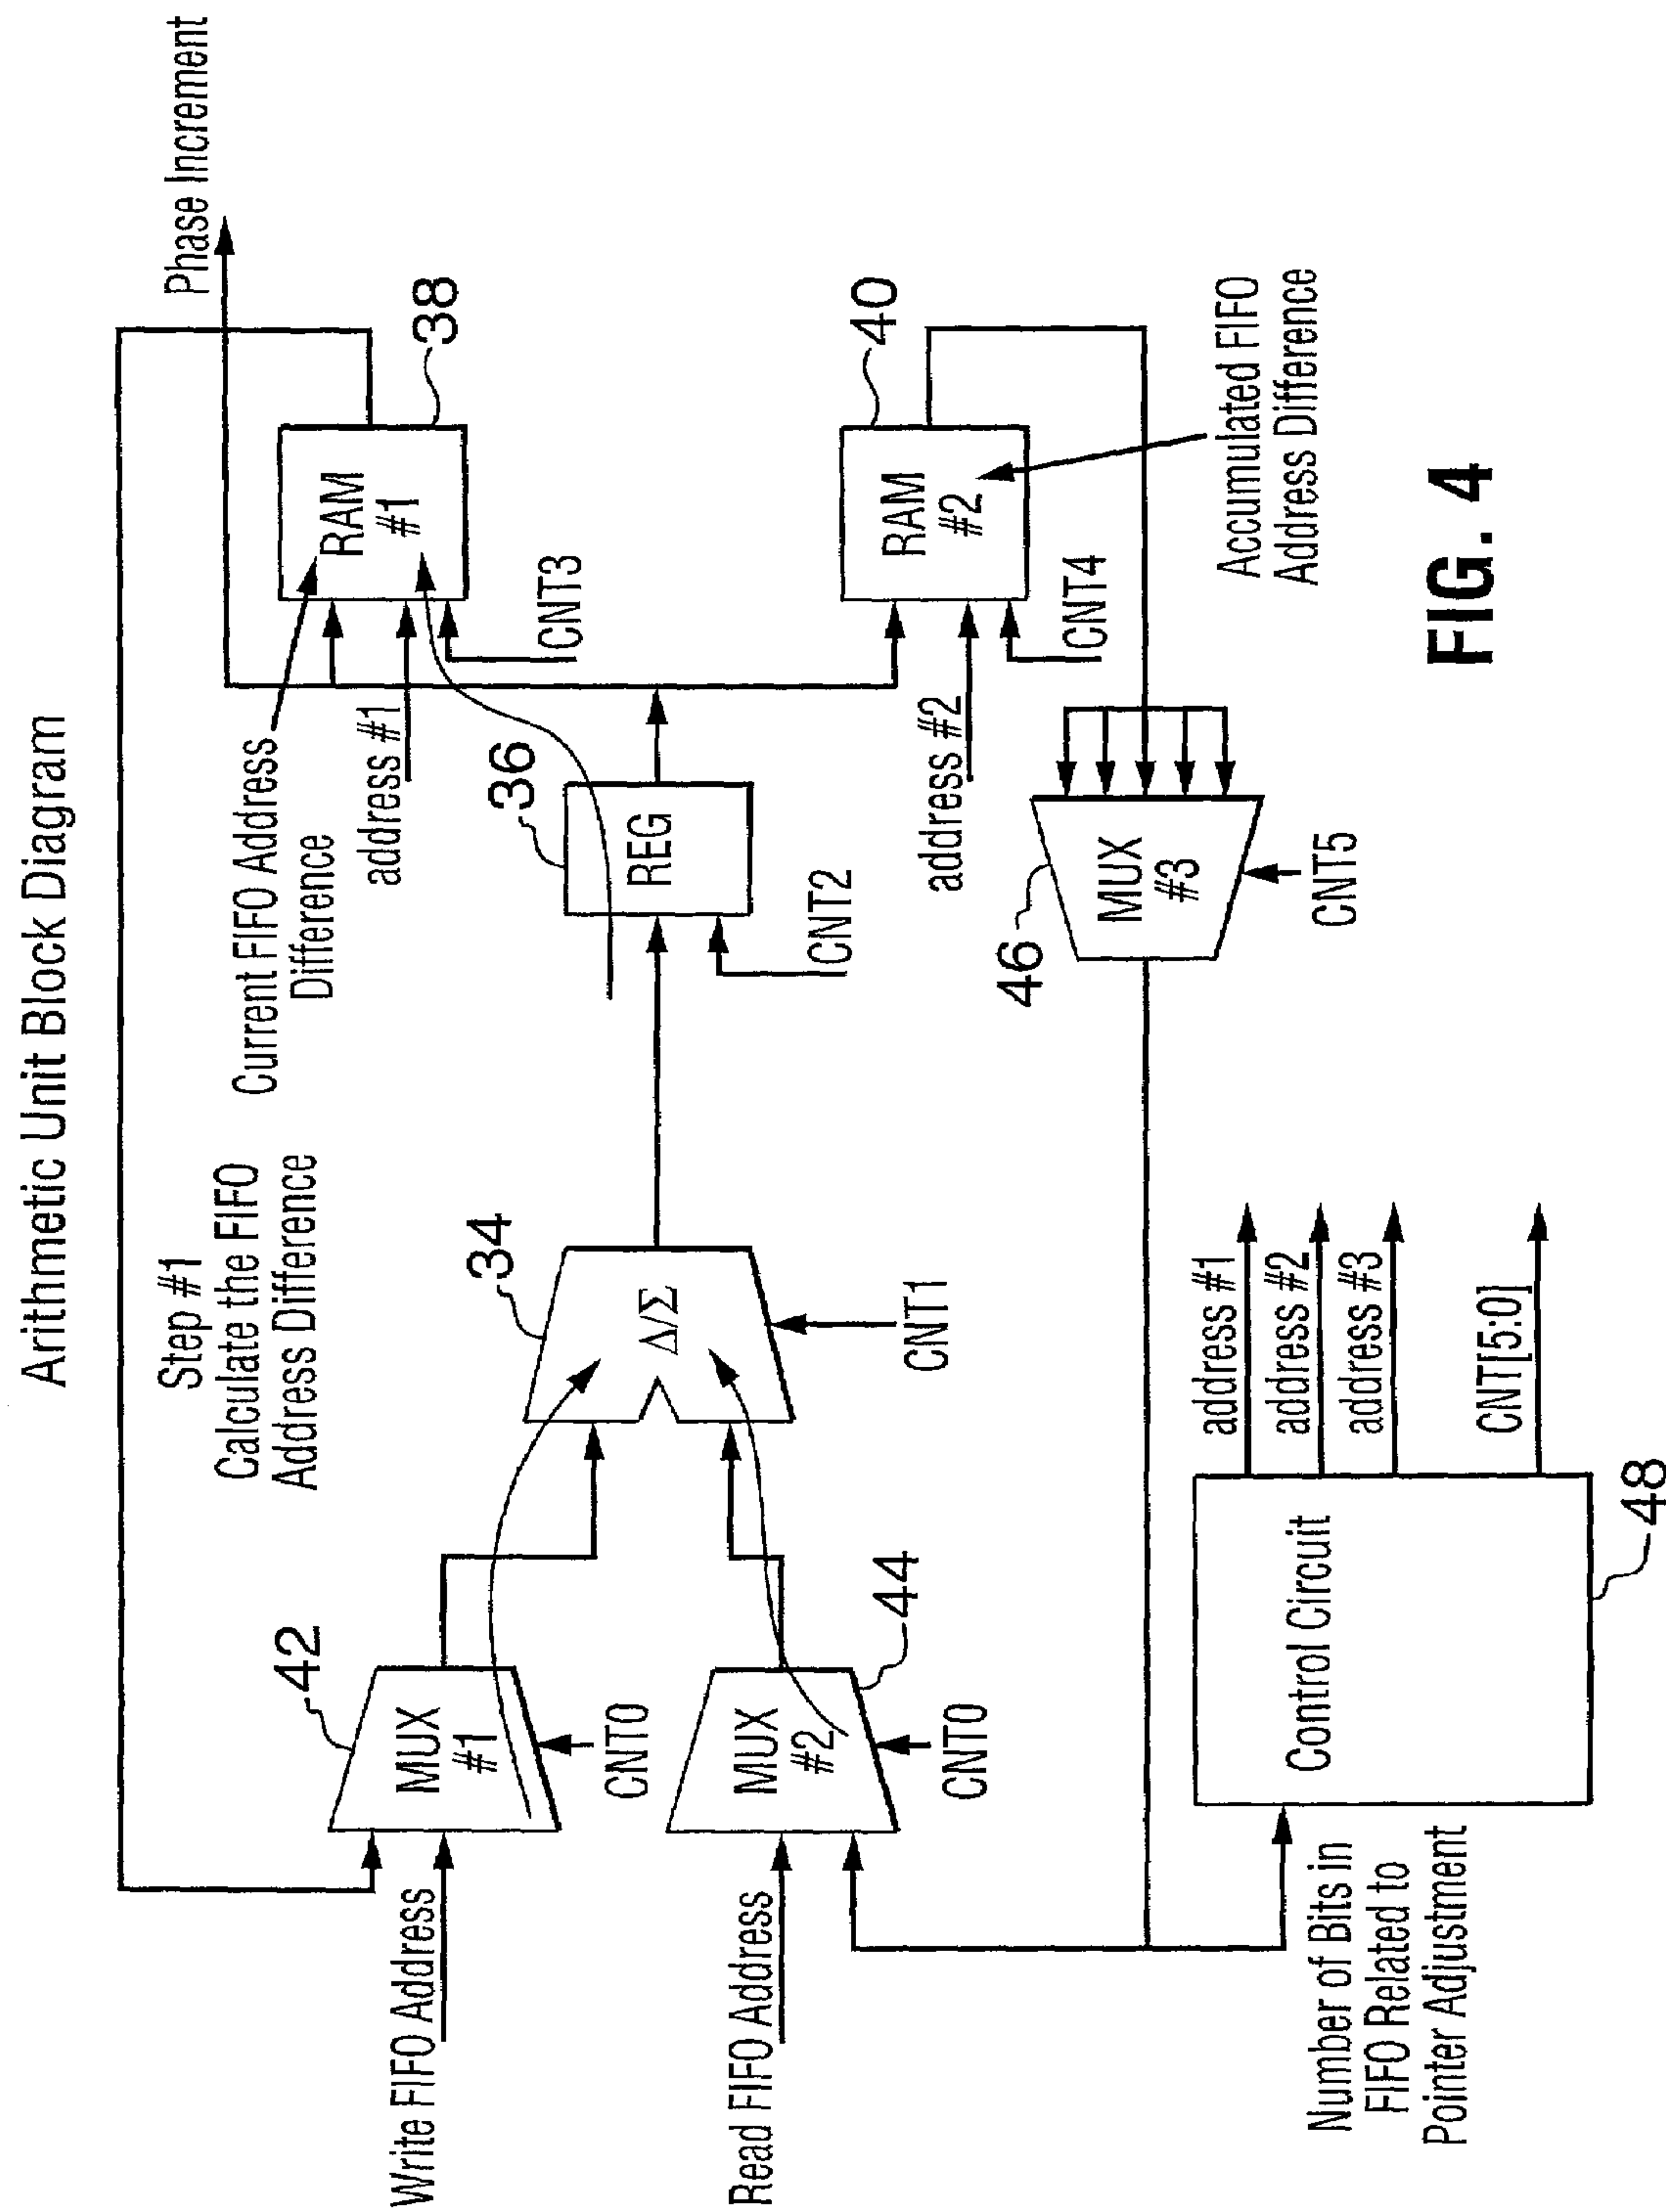 Arithmetic Unit Block Diagram
Phase Increment
Step #1
Calculate the FIFO
Address Difference
Current FIFO Address
Difference
address #1
RAM
#1
38
CNT3
42
MUX
#1
CNT0
Write FIFO Address
34
Δ/Σ
CNT1
36
REG
CNT2
Read FIFO Address
MUX
#2
44
CNT0
address #2
RAM
#2
40
CNT4
Accumulated FIFO
Address Difference
46
MUX
#3
CNT5
Number of Bits in
FIFO Related to
Pointer Adjustment
Control Circuit
48
address #1
address #2
address #3
CNT[5:0]
FIG. 4